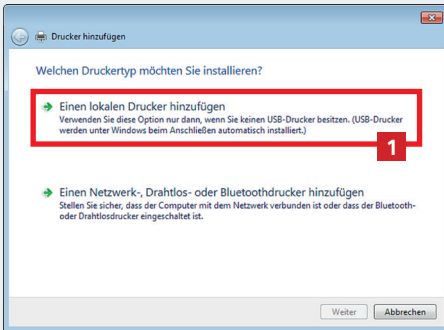 Drucker hinzufügen
Welchen Druckertyp möchten Sie installieren?
Einen lokalen Drucker hinzufügen
Verwenden Sie diese Option nur dann, wenn Sie keinen USB-Drucker besitzen. (USB-Drucker
werden unter Windows beim Anschließen automatisch installiert.)
1
Einen Netzwerk-, Drahtlos- oder Bluetoothdrucker hinzufügen
Stellen Sie sicher, dass der Computer mit dem Netzwerk verbunden ist oder dass der Bluetooth-
oder Drahtlosdrucker eingeschaltet ist.
Weiter Abbrechen